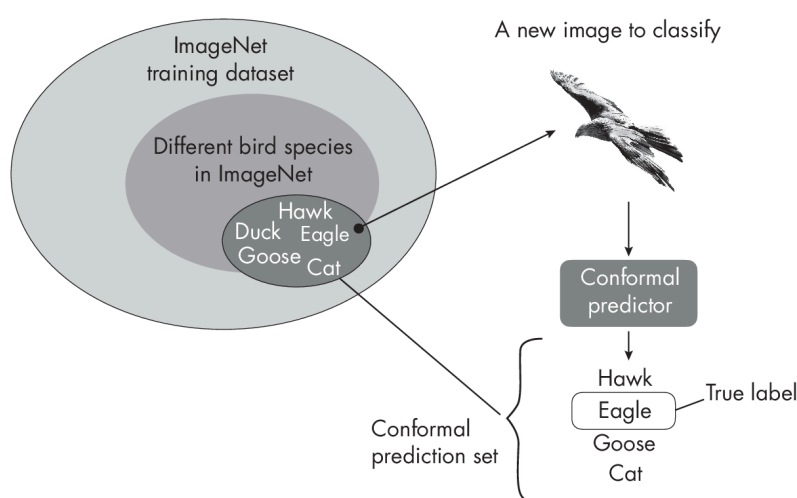 ImageNet
training dataset
Different bird species
in ImageNet
Hawk
Duck Eagle
Goose
Cat
A new image to classify
Conformal
predictor
Hawk
Eagle
True label
Goose
Cat
Conformal
prediction set